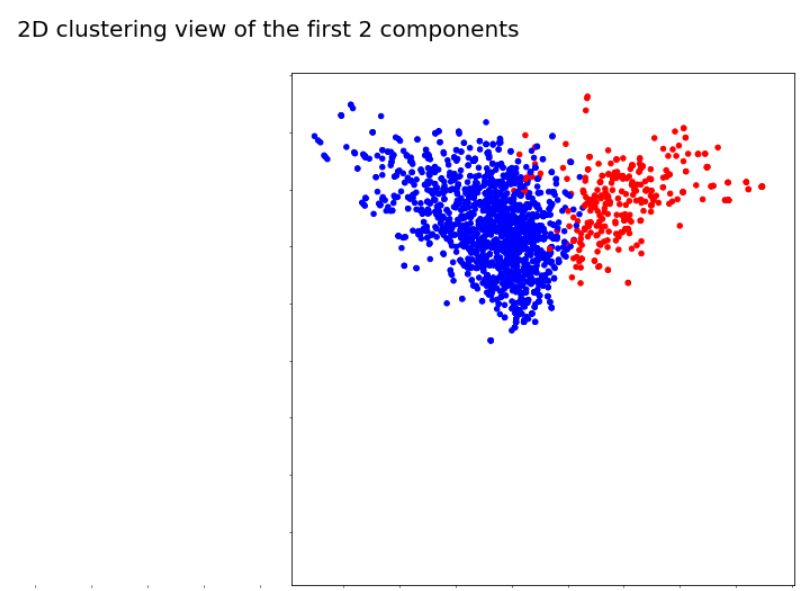 2D clustering view of the first 2 components